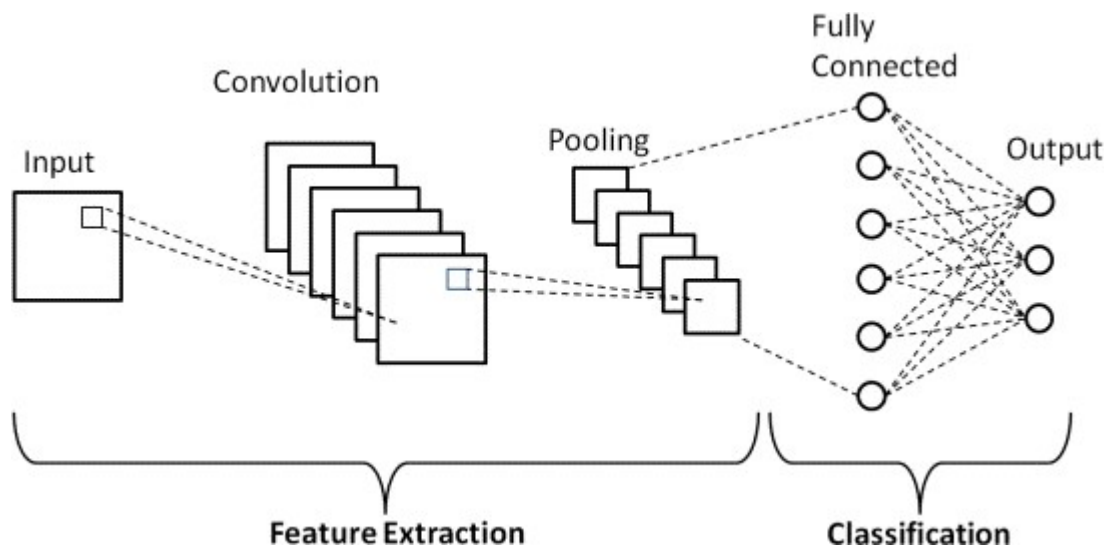 Input
Convolution
Pooling
Fully
Connected
Output
Feature Extraction
Classification